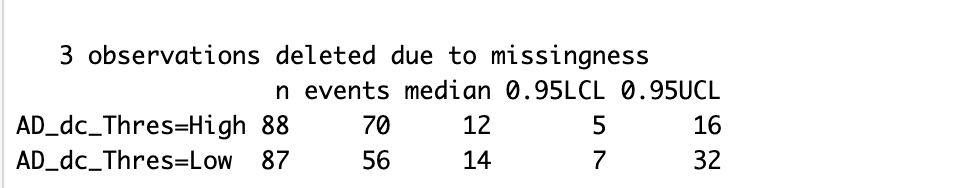 3 observations deleted due to missingness
n events median 0.95LCL 0.95UCL
AD_dc_Thres=High 88 70 12 5 16
AD_dc_Thres=Low 87 56 14 7 32